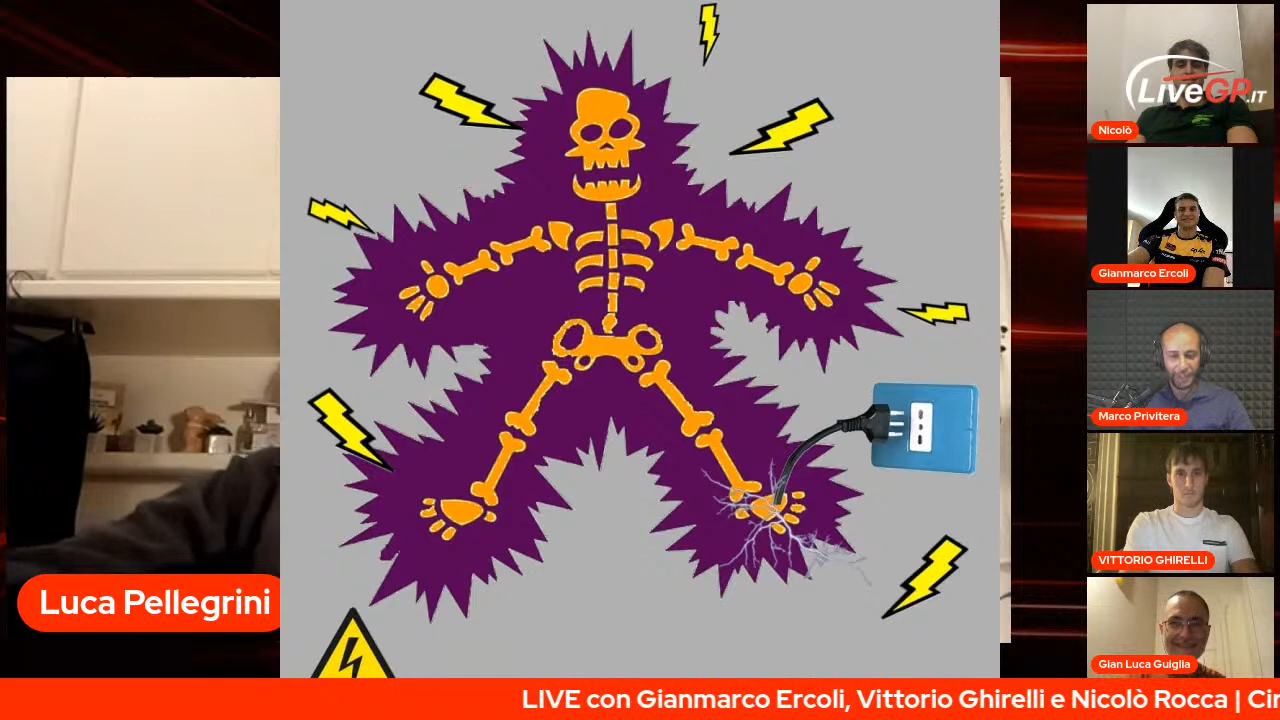 LiveGP.IT
Nicolò
Gianmarco Ercoli
Marco Privitera
VITTORIO GHIRELLI
Luca Pellegrini
Gian Luca Guiglia
LIVE con Gianmarco Ercoli, Vittorio Ghirelli e Nicolò Rocca | Cir